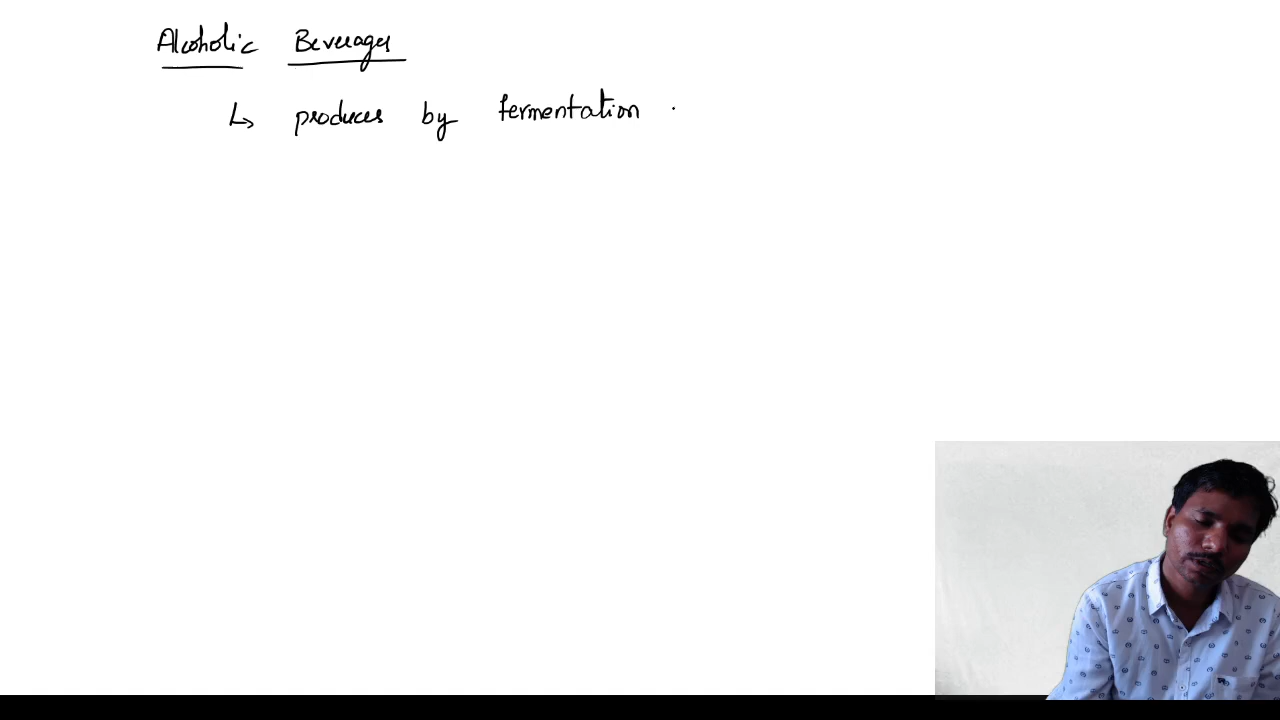 Alcoholic Beverages
↳ produces by fermentation .